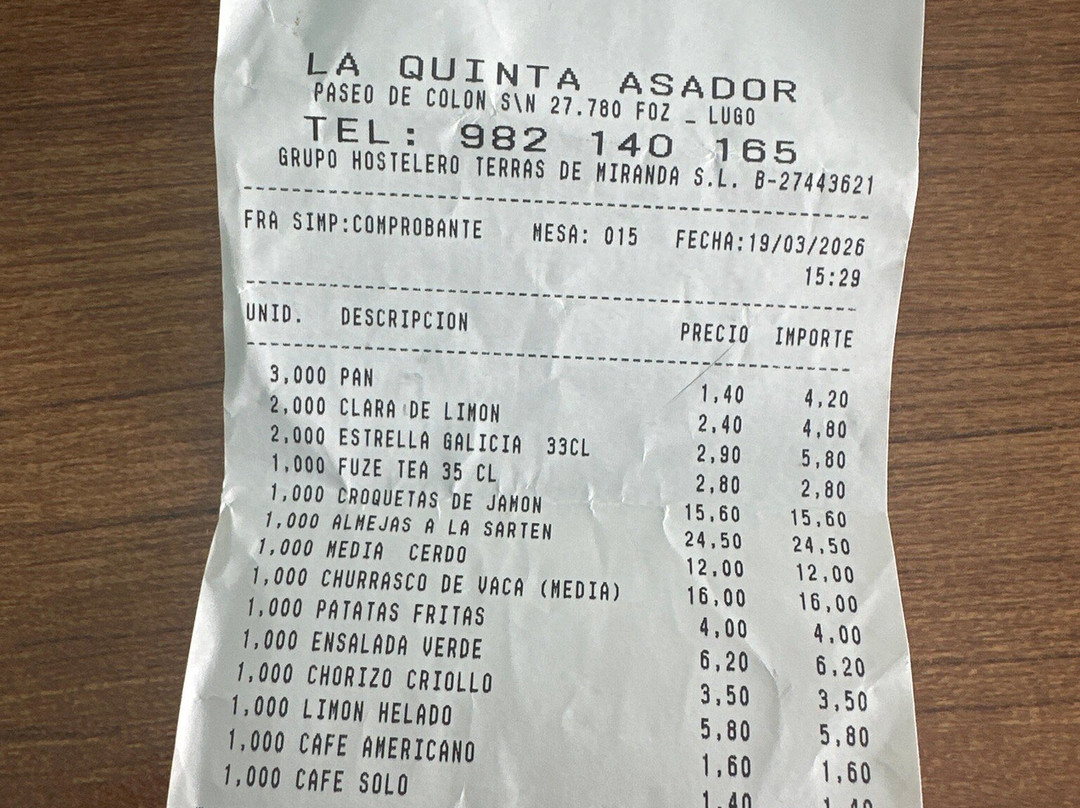 LA QUINTA ASADOR
PASEO DE COLON S\N 27.780 FOZ _ LUGO
TEL: 982 140 165
GRUPO HOSTELERO TERRAS DE MIRANDA S.L. B-27443621
FRA SIMP:COMPROBANTE MESA: 015 FECHA:19/03/2026
15:29
UNID. DESCRIPCION PRECIO IMPORTE
3,000 PAN 1,40 4,20
2,000 CLARA DE LIMON 2,40 4,80
2,000 ESTRELLA GALICIA 33CL 2,90 5,80
1,000 FUZE TEA 35 CL 2,80 2,80
1,000 CROQUETAS DE JAMON 15,60 15,60
1,000 ALMEJAS A LA SARTEN 24,50 24,50
1,000 MEDIA CERDO 12,00 12,00
1,000 CHURRASCO DE VACA (MEDIA) 16,00 16,00
1,000 PATATAS FRITAS 4,00 4,00
1,000 ENSALADA VERDE 6,20 6,20
1,000 CHORIZO CRIOLLO 3,50 3,50
1,000 LIMON HELADO 5,80 5,80
1,000 CAFE AMERICANO 1,60 1,60
1,000 CAFE SOLO 1,40 1,40